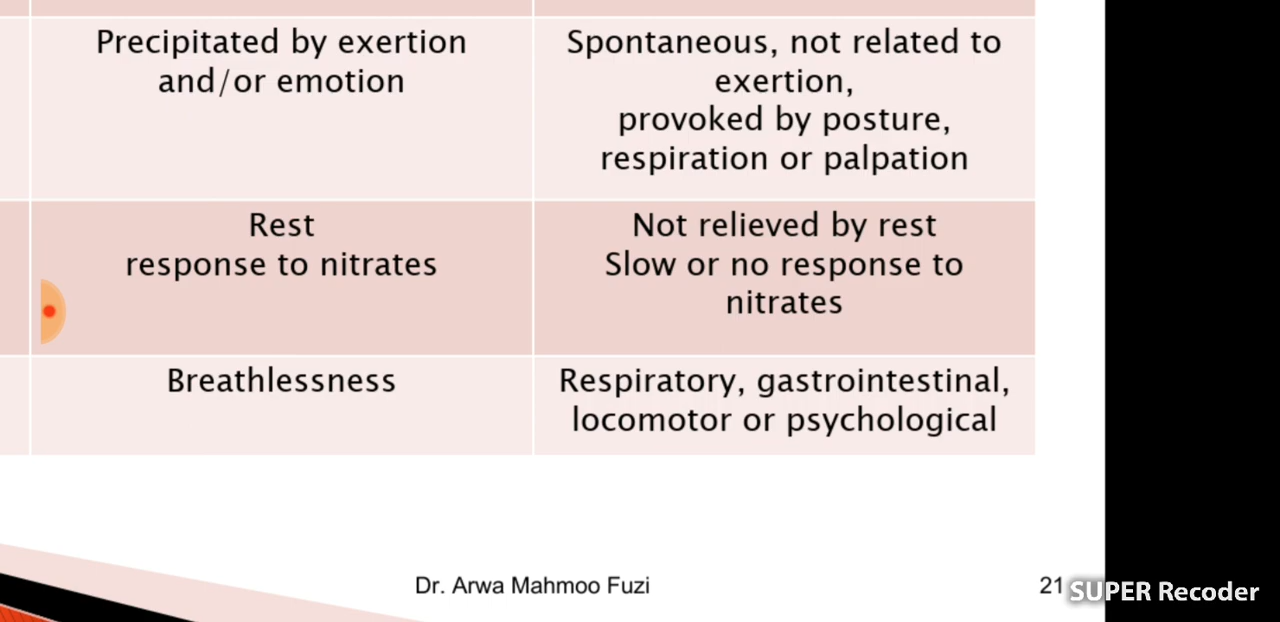 Precipitated by exertion
and/or emotion
Spontaneous, not related to
exertion,
provoked by posture,
respiration or palpation
Rest
response to nitrates
Not relieved by rest
Slow or no response to
nitrates
Breathlessness
Respiratory, gastrointestinal,
locomotor or psychological
Dr. Arwa Mahmoo Fuzi
21
SUPER Recoder